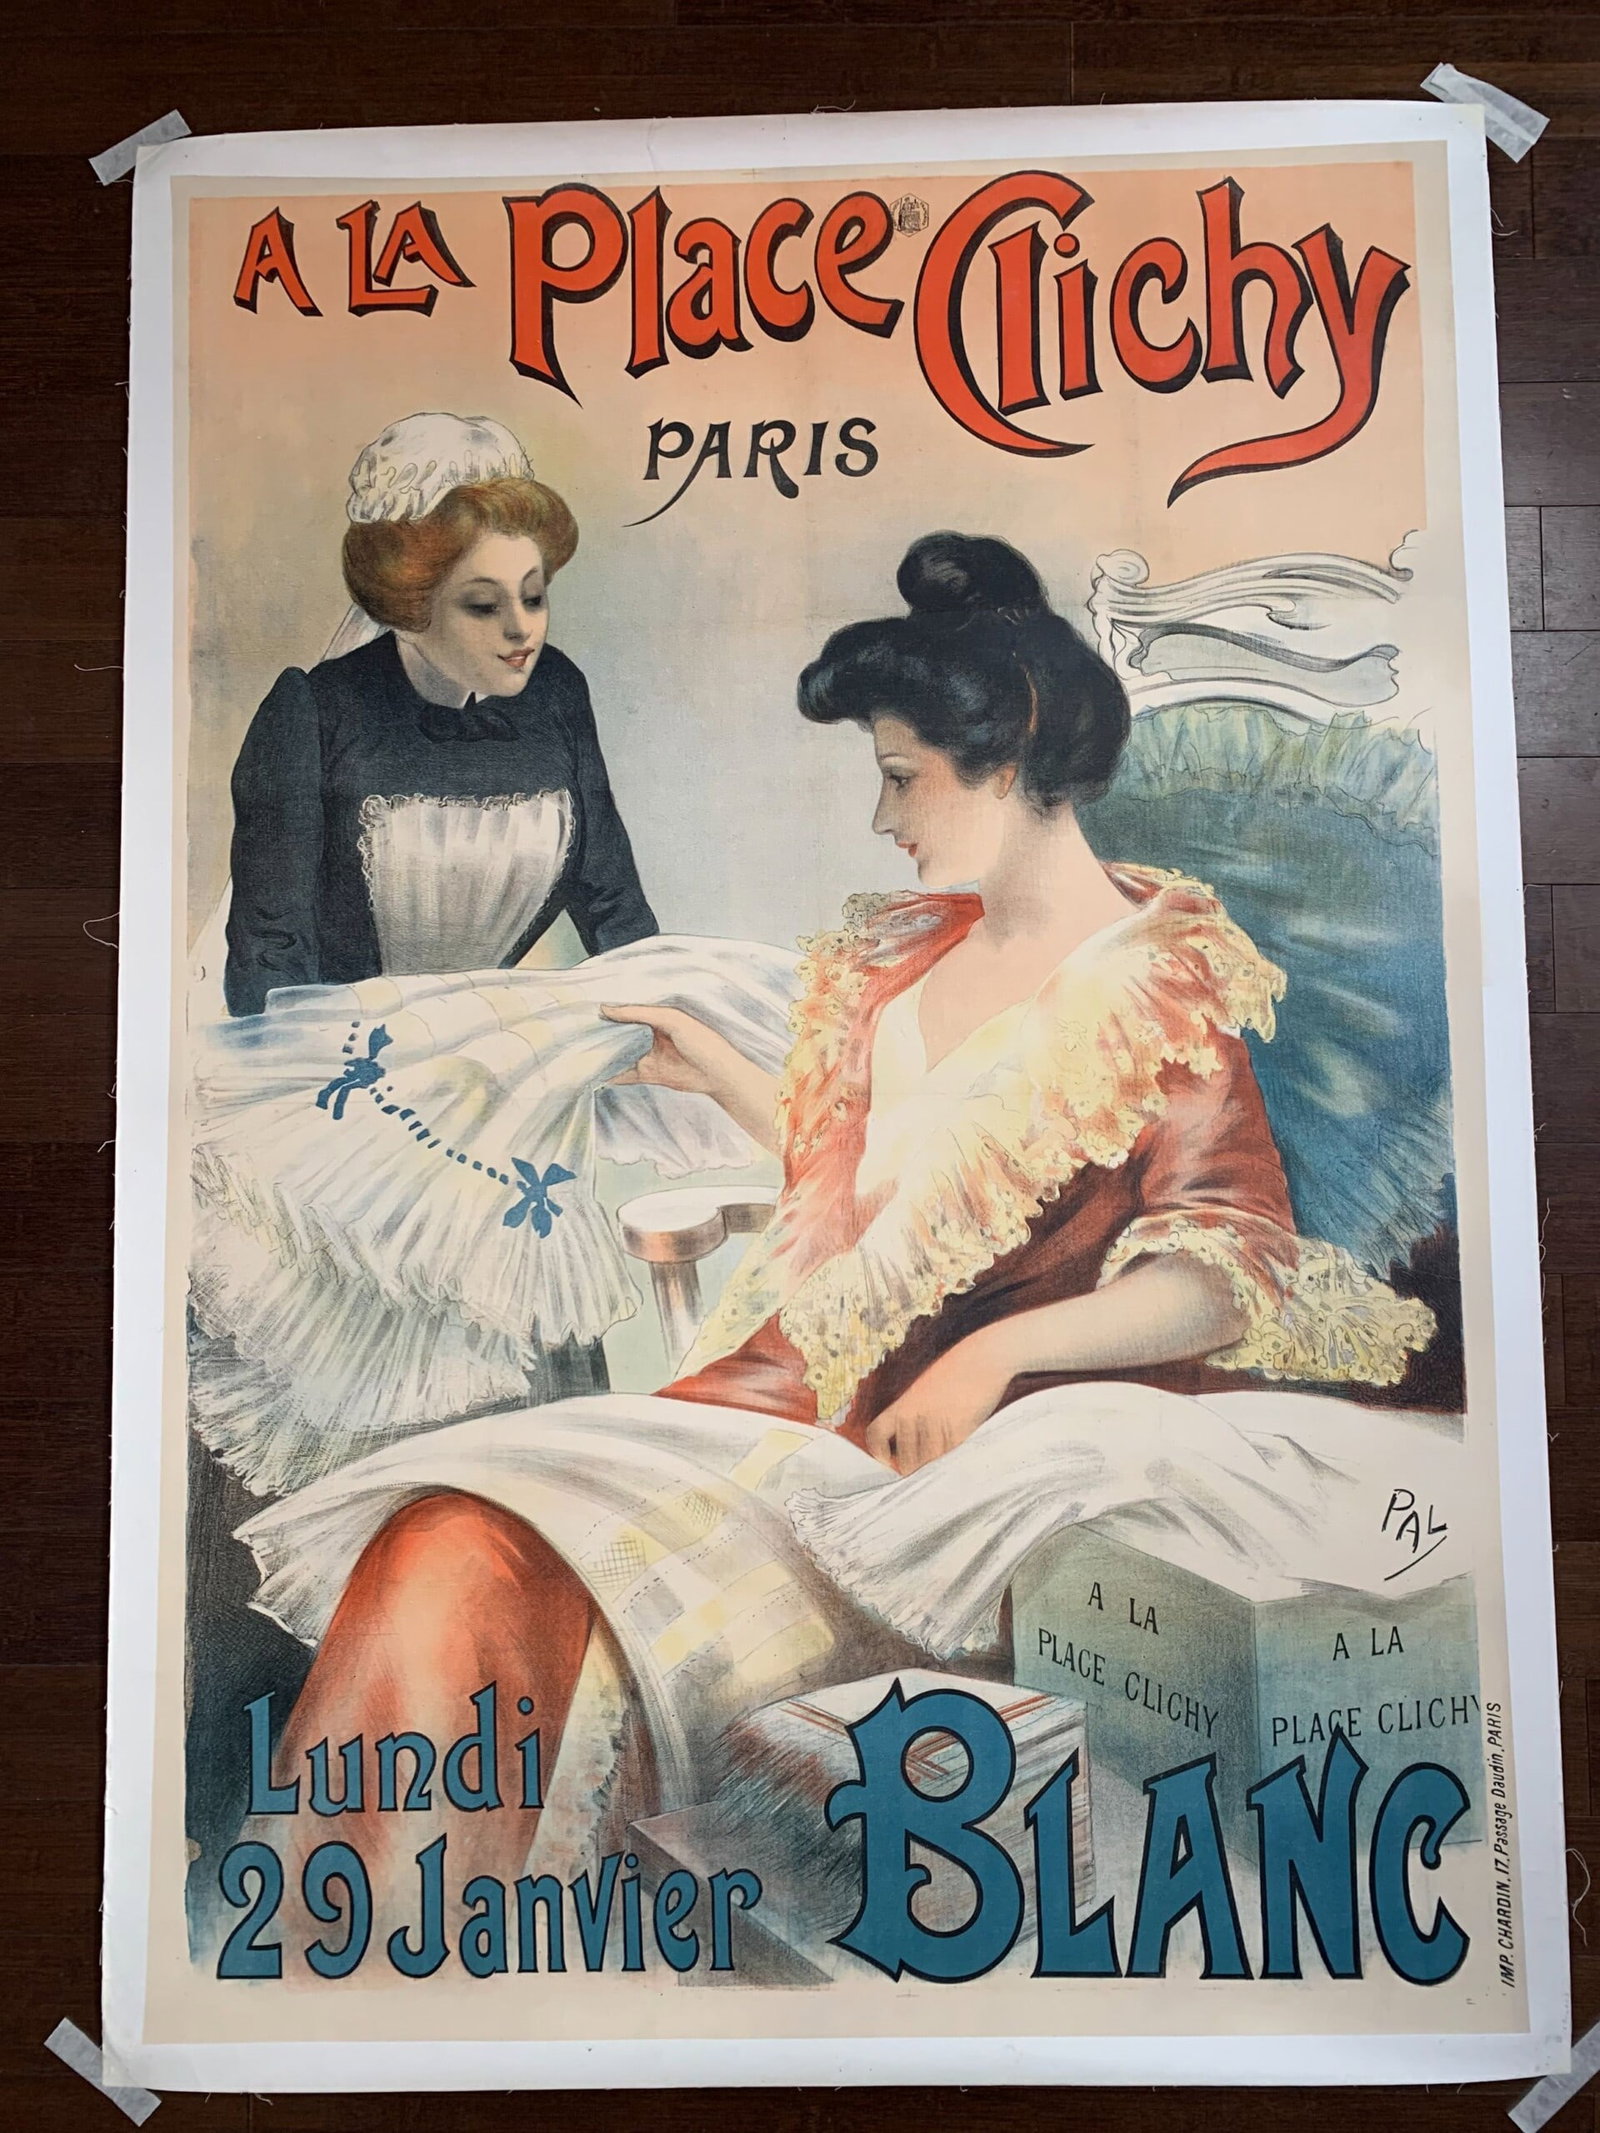 A LA Place Clichy
PARIS
PAL
A LA
PLACE CLICHY
A LA
PLACE CLICHY
Lundi
29 Janvier
BLANC
IMP. CHARDIN, 17, Passage Daudin, PARIS